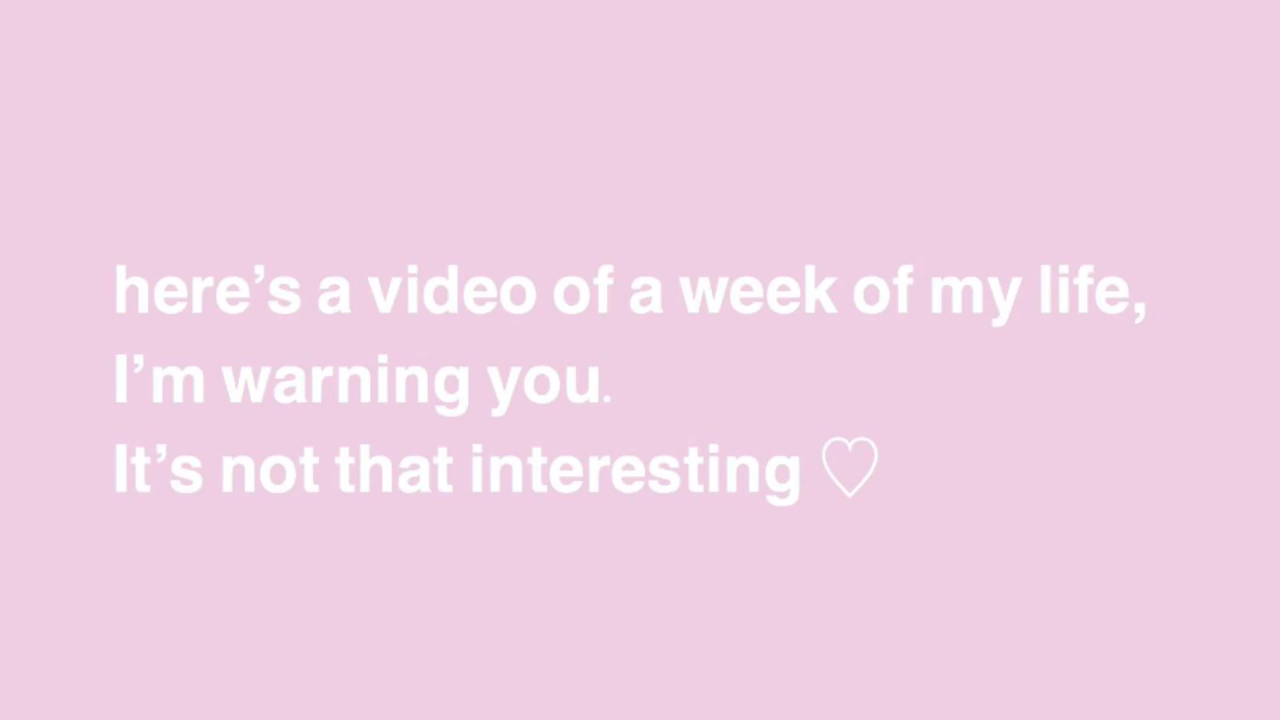 here’s a video of a week of my life,
I’m warning you.
It’s not that interesting ♡